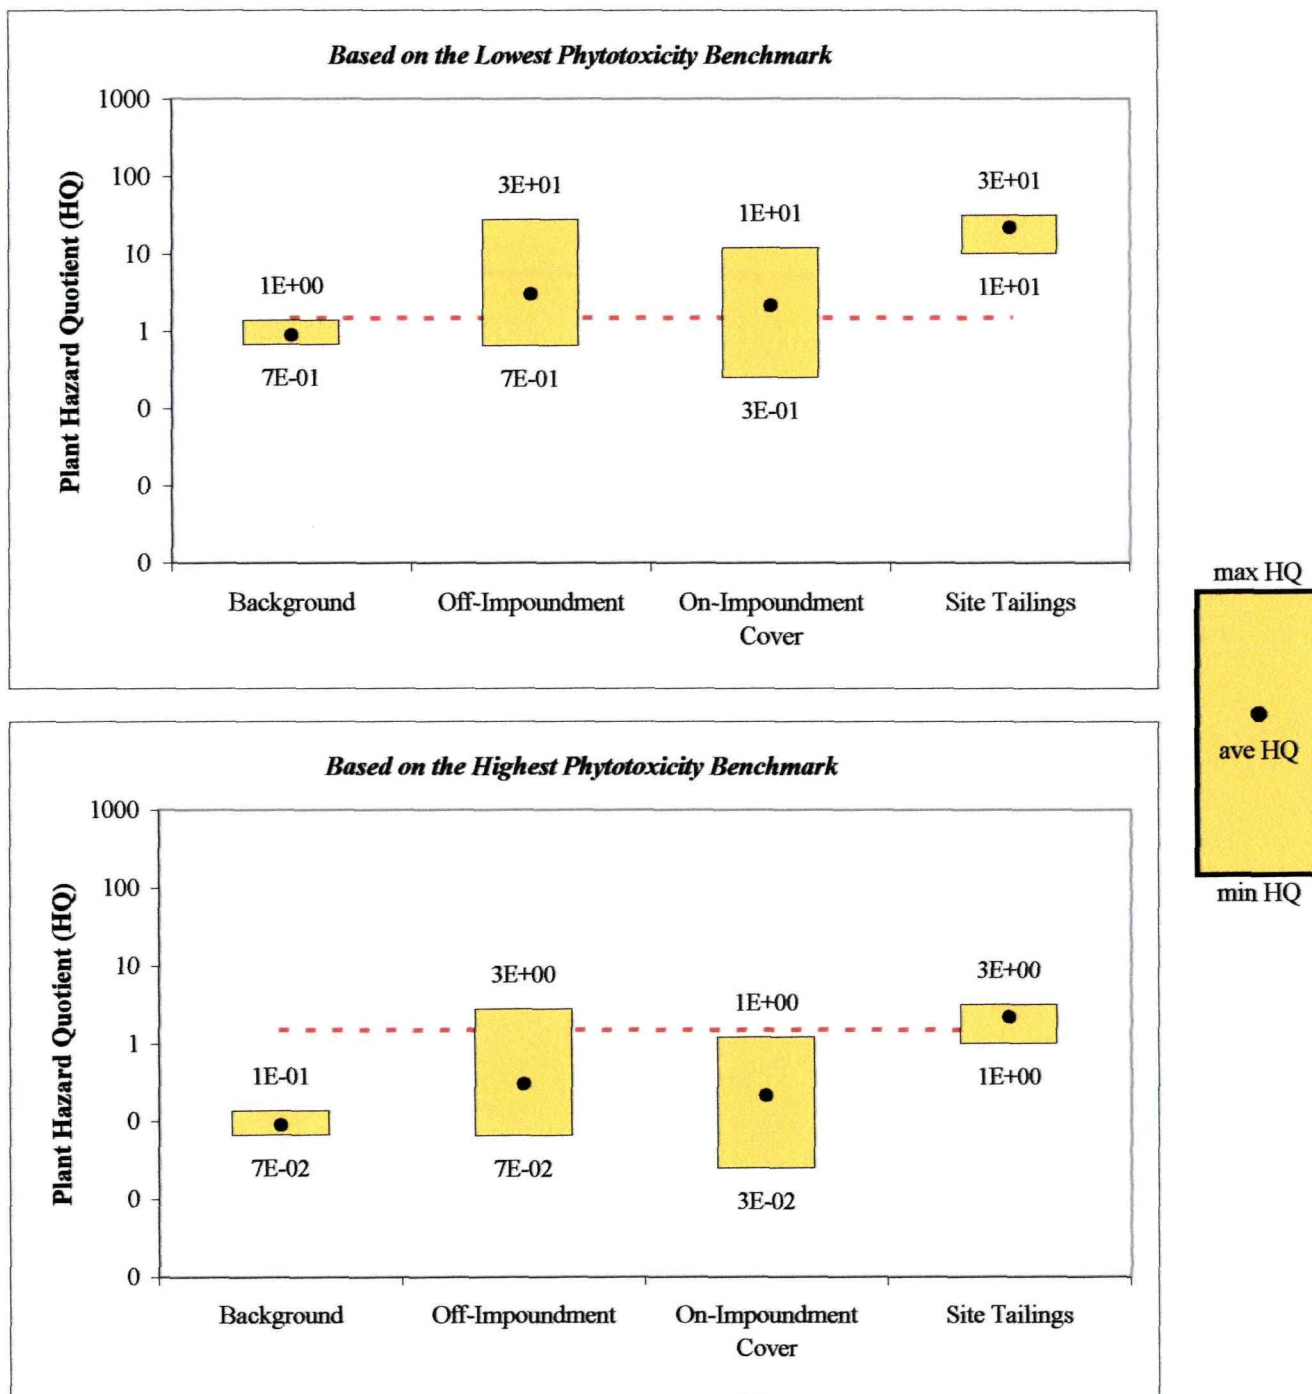 Based on the Lowest Phytotoxicity Benchmark
Plant Hazard Quotient (HQ)
1000
100
10
1
0
0
0
1E+00
7E-01
3E+01
7E-01
1E+01
3E-01
3E+01
1E+01
Background
Off-Impoundment
On-Impoundment
Cover
Site Tailings
max HQ
ave HQ
min HQ
Based on the Highest Phytotoxicity Benchmark
Plant Hazard Quotient (HQ)
1000
100
10
1
0
0
0
1E-01
7E-02
3E+00
7E-02
1E+00
3E-02
3E+00
1E+00
Background
Off-Impoundment
On-Impoundment
Cover
Site Tailings